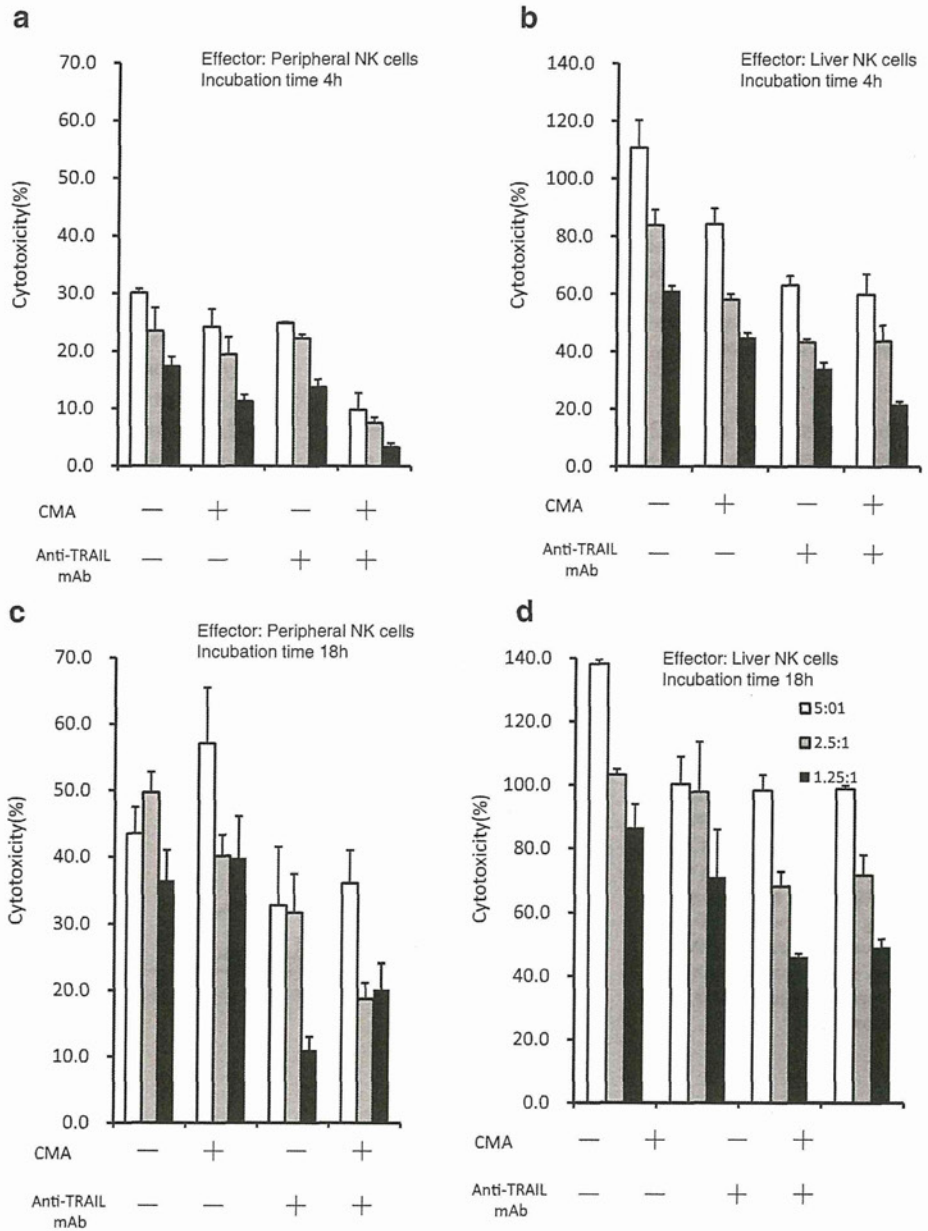 a
Effector: Peripheral NK cells
Incubation time 4h
70.0
60.0
50.0
40.0
30.0
20.0
10.0
0.0
Cytotoxicity(%)
CMA — + — +
Anti-TRAIL — — + +
mAb
b
Effector: Liver NK cells
Incubation time 4h
140.0
120.0
100.0
80.0
60.0
40.0
20.0
0.0
Cytotoxicity(%)
CMA — + — +
Anti-TRAIL — — + +
mAb
c
Effector: Peripheral NK cells
Incubation time 18h
70.0
60.0
50.0
40.0
30.0
20.0
10.0
0.0
Cytotoxicity(%)
CMA — + — +
Anti-TRAIL — — + +
mAb
d
Effector: Liver NK cells
Incubation time 18h
5:01
2.5:1
1.25:1
140.0
120.0
100.0
80.0
60.0
40.0
20.0
0.0
Cytotoxicity(%)
CMA — + — +
Anti-TRAIL — — + +
mAb